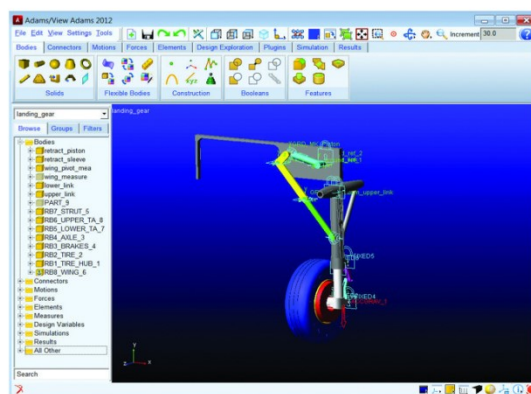 Adams/View Adams 2012
File Edit View Settings Tools
Increment 30.0
Bodies Connectors Motions Forces Elements Design Exploration Plugins Simulation Results
Solids Flexible Bodies Construction Booleans Features
landing_gear
landing_gear
Browse Groups Filters
Bodies
retract_piston
retract_sleeve
wing_pivot_mea
wing_measure
lower_link
upper_link
PART_9
RB7_STRUT_5
RB6_UPPER_TA_8
RB5_LOWER_TA_7
RB4_AXLE_3
RB3_BRAKES_4
RB2_TIRE_2
RB1_TIRE_HUB_1
RB8_WING_6
Connectors
Motions
Forces
Elements
Measures
Design Variables
Simulations
Results
All Other
Search
upper_link
y
z
x